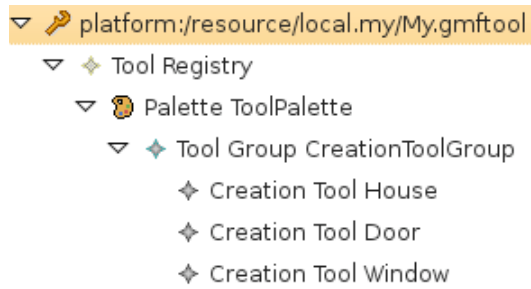 platform:/resource/local.my/My.gmftool
Tool Registry
Palette ToolPalette
Tool Group CreationToolGroup
Creation Tool House
Creation Tool Door
Creation Tool Window